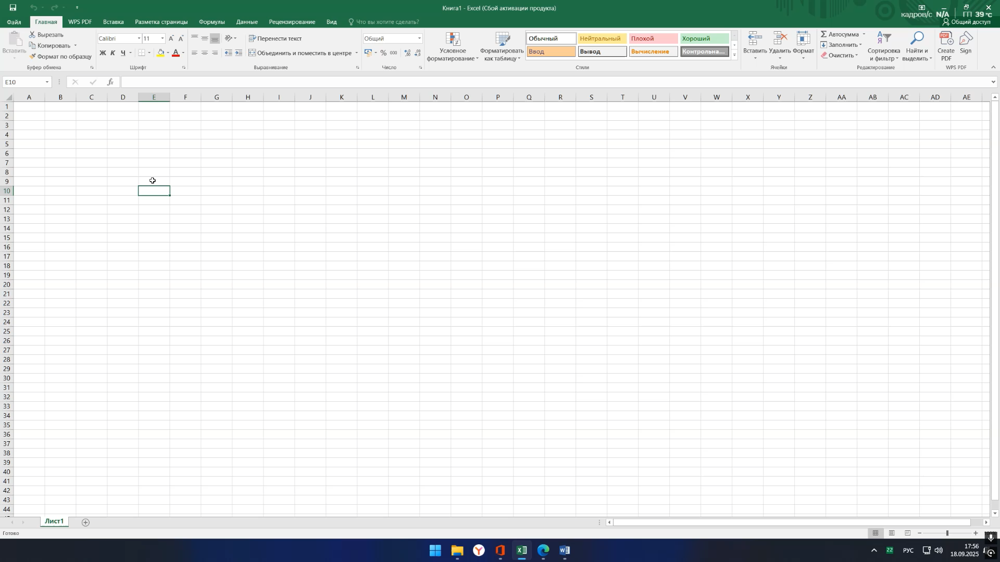 Книга1 - Excel (Сбой активации продукта)
кадров/с N/A ГП 39 °C
Файл Главная WPS PDF Вставка Разметка страницы Формулы Данные Рецензирование Вид Что вы хотите сделать? Общий доступ
Вставить
Вырезать
Копировать
Формат по образцу
Буфер обмена
Calibri 11
Ж К Ч
Шрифт
Перенести текст
Объединить и поместить в центре
Выравнивание
Общий
% 000
Число
Условное форматирование
Форматировать как таблицу
Обычный Нейтральный Плохой Хороший
Ввод Вывод Вычисление Контрольна...
Стили
Вставить Удалить Формат
Ячейки
Автосумма
Заполнить
Очистить
Сортировка и фильтр
Найти и выделить
Редактирование
Create PDF
Sign
WPS PDF
E10
fx
A B C D E F G H I J K L M N O P Q R S T U V W X Y Z AA AB AC AD AE
1
2
3
4
5
6
7
8
9
10
11
12
13
14
15
16
17
18
19
20
21
22
23
24
25
26
27
28
29
30
31
32
33
34
35
36
37
38
39
40
41
42
43
44
Лист1
Готово
22 РУС 17:56
18.09.2025